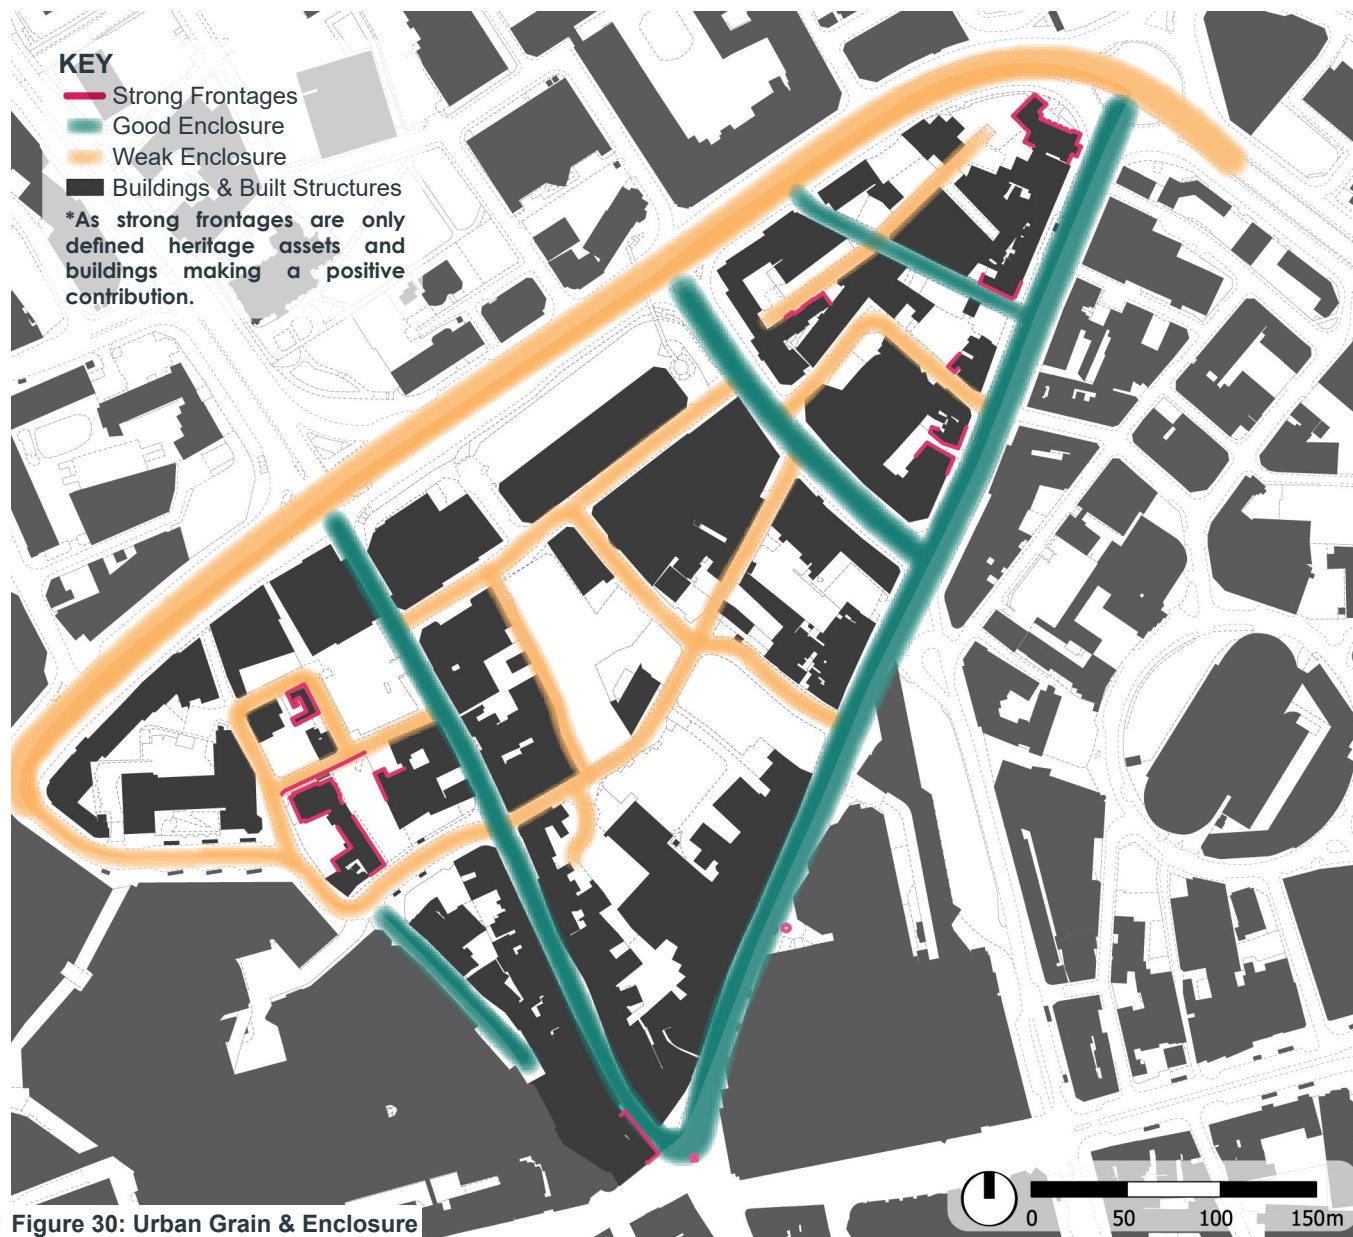 KEY
Strong Frontages
Good Enclosure
Weak Enclosure
Buildings & Built Structures
*As strong frontages are only
defined heritage assets and
buildings making a positive
contribution.
0 50 100 150m
Figure 30: Urban Grain & Enclosure